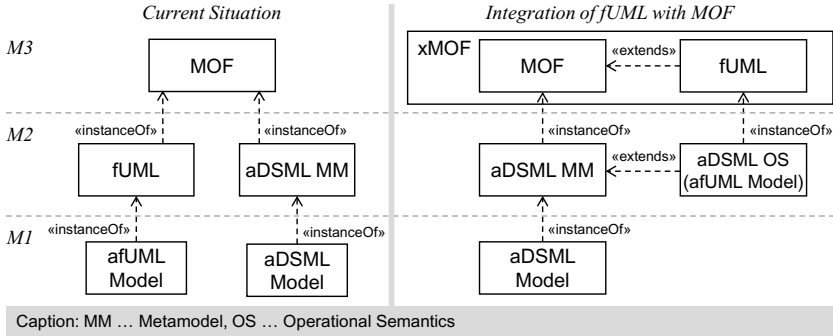 Current Situation
Integration of fUML with MOF
M3
MOF
xMOF
MOF
«extends»
fUML
M2
«instanceOf»
«instanceOf»
«instanceOf»
«instanceOf»
fUML
aDSML MM
aDSML MM
«extends»
aDSML OS
(afUML Model)
M1
«instanceOf»
«instanceOf»
«instanceOf»
afUML
Model
aDSML
Model
aDSML
Model
Caption: MM … Metamodel, OS … Operational Semantics